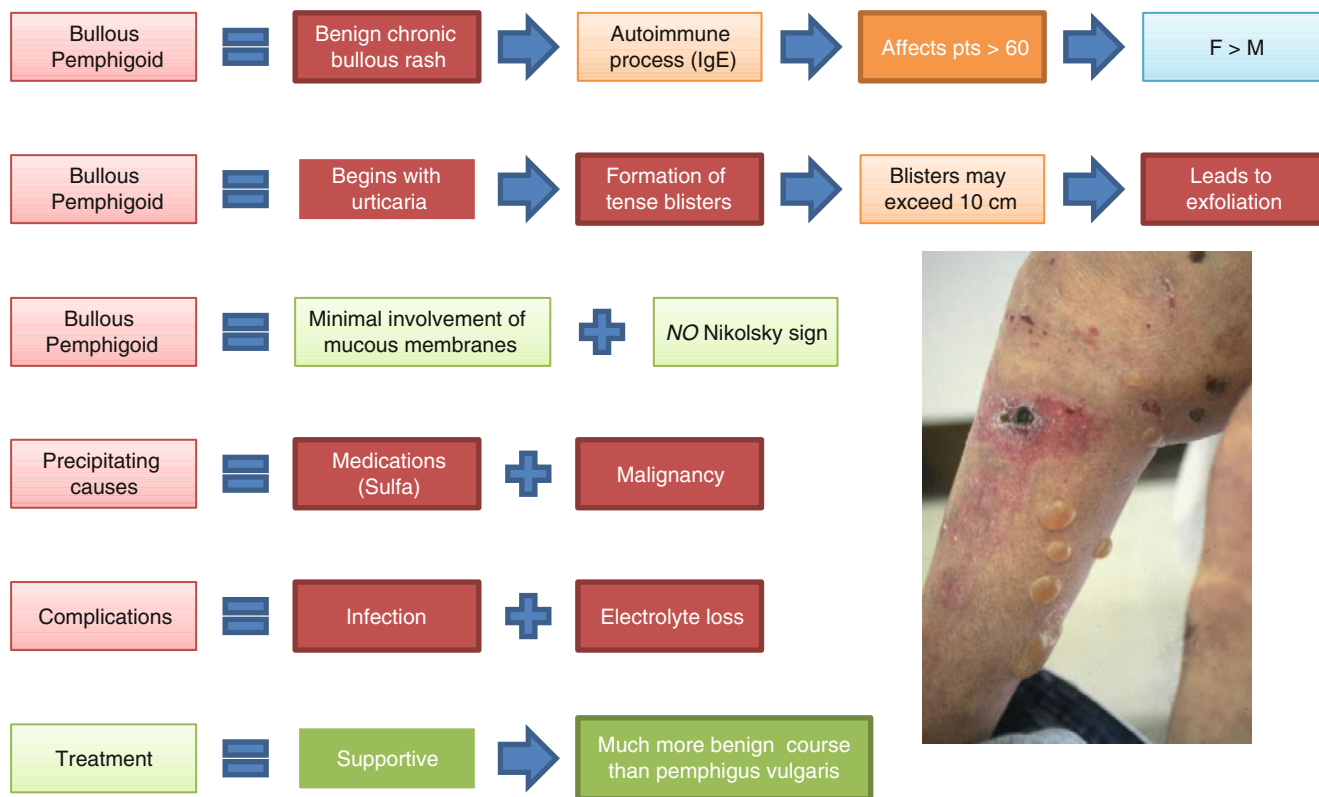 Bullous
Pemphigoid
Benign chronic
bullous rash
Autoimmune
process (IgE)
Affects pts > 60
F > M
Bullous
Pemphigoid
Begins with
urticaria
Formation of
tense blisters
Blisters may
exceed 10 cm
Leads to
exfoliation
Bullous
Pemphigoid
Minimal involvement of
mucous membranes
NO Nikolsky sign
Precipitating
causes
Medications
(Sulfa)
Malignancy
Complications
Infection
Electrolyte loss
Treatment
Supportive
Much more benign course
than pemphigus vulgaris